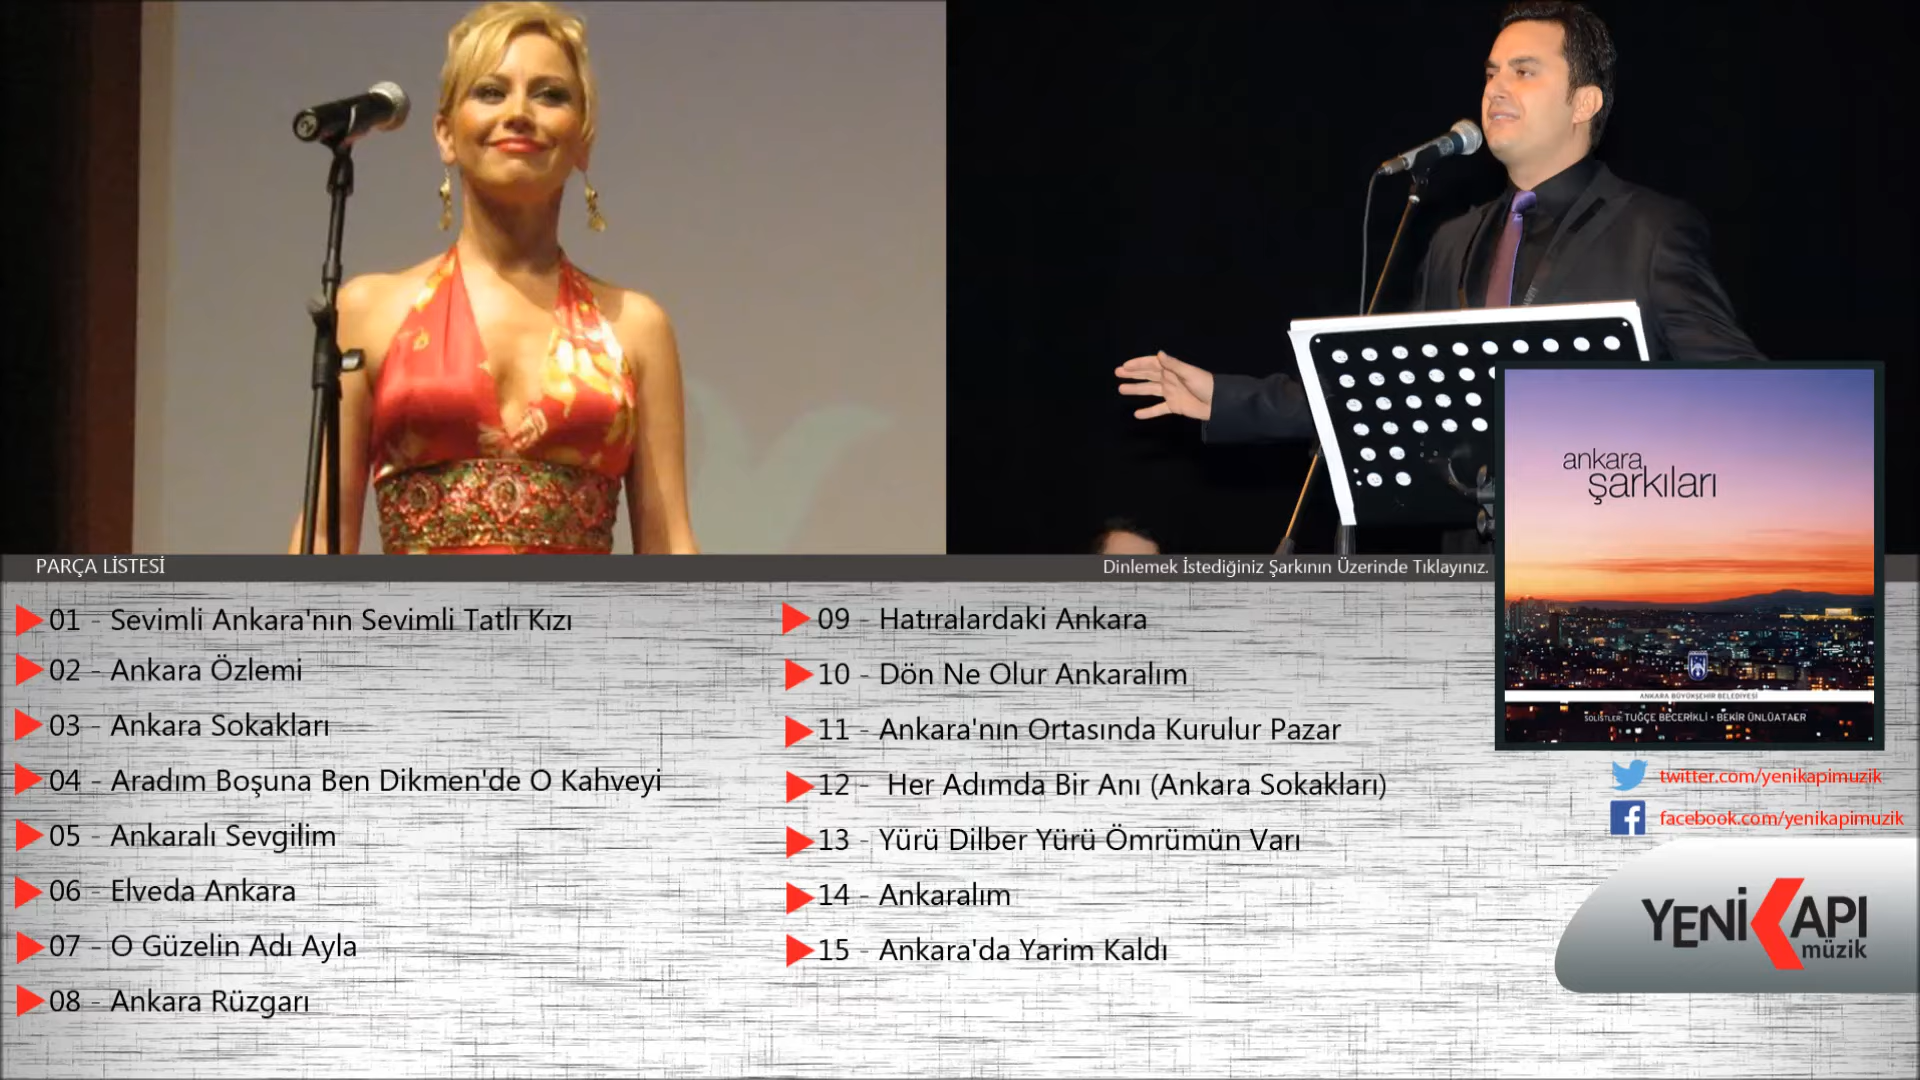 ankara
şarkıları
ANKARA BÜYÜKŞEHİR BELEDİYESİ
SOLİSTLER: TUĞÇE BECERİKLİ • BEKİR ÜNLÜATAER
PARÇA LİSTESİ
Dinlemek İstediğiniz Şarkının Üzerinde Tıklayınız.
01 - Sevimli Ankara'nın Sevimli Tatlı Kızı
02 - Ankara Özlemi
03 - Ankara Sokakları
04 - Aradım Boşuna Ben Dikmen'de O Kahveyi
05 - Ankaralı Sevgilim
06 - Elveda Ankara
07 - O Güzelin Adı Ayla
08 - Ankara Rüzgarı
09 - Hatıralardaki Ankara
10 - Dön Ne Olur Ankaralım
11 - Ankara'nın Ortasında Kurulur Pazar
12 - Her Adımda Bir Anı (Ankara Sokakları)
13 - Yürü Dilber Yürü Ömrümün Varı
14 - Ankaralım
15 - Ankara'da Yarim Kaldı
twitter.com/yenikapimuzik
facebook.com/yenikapimuzik
YENİKAPI
müzik